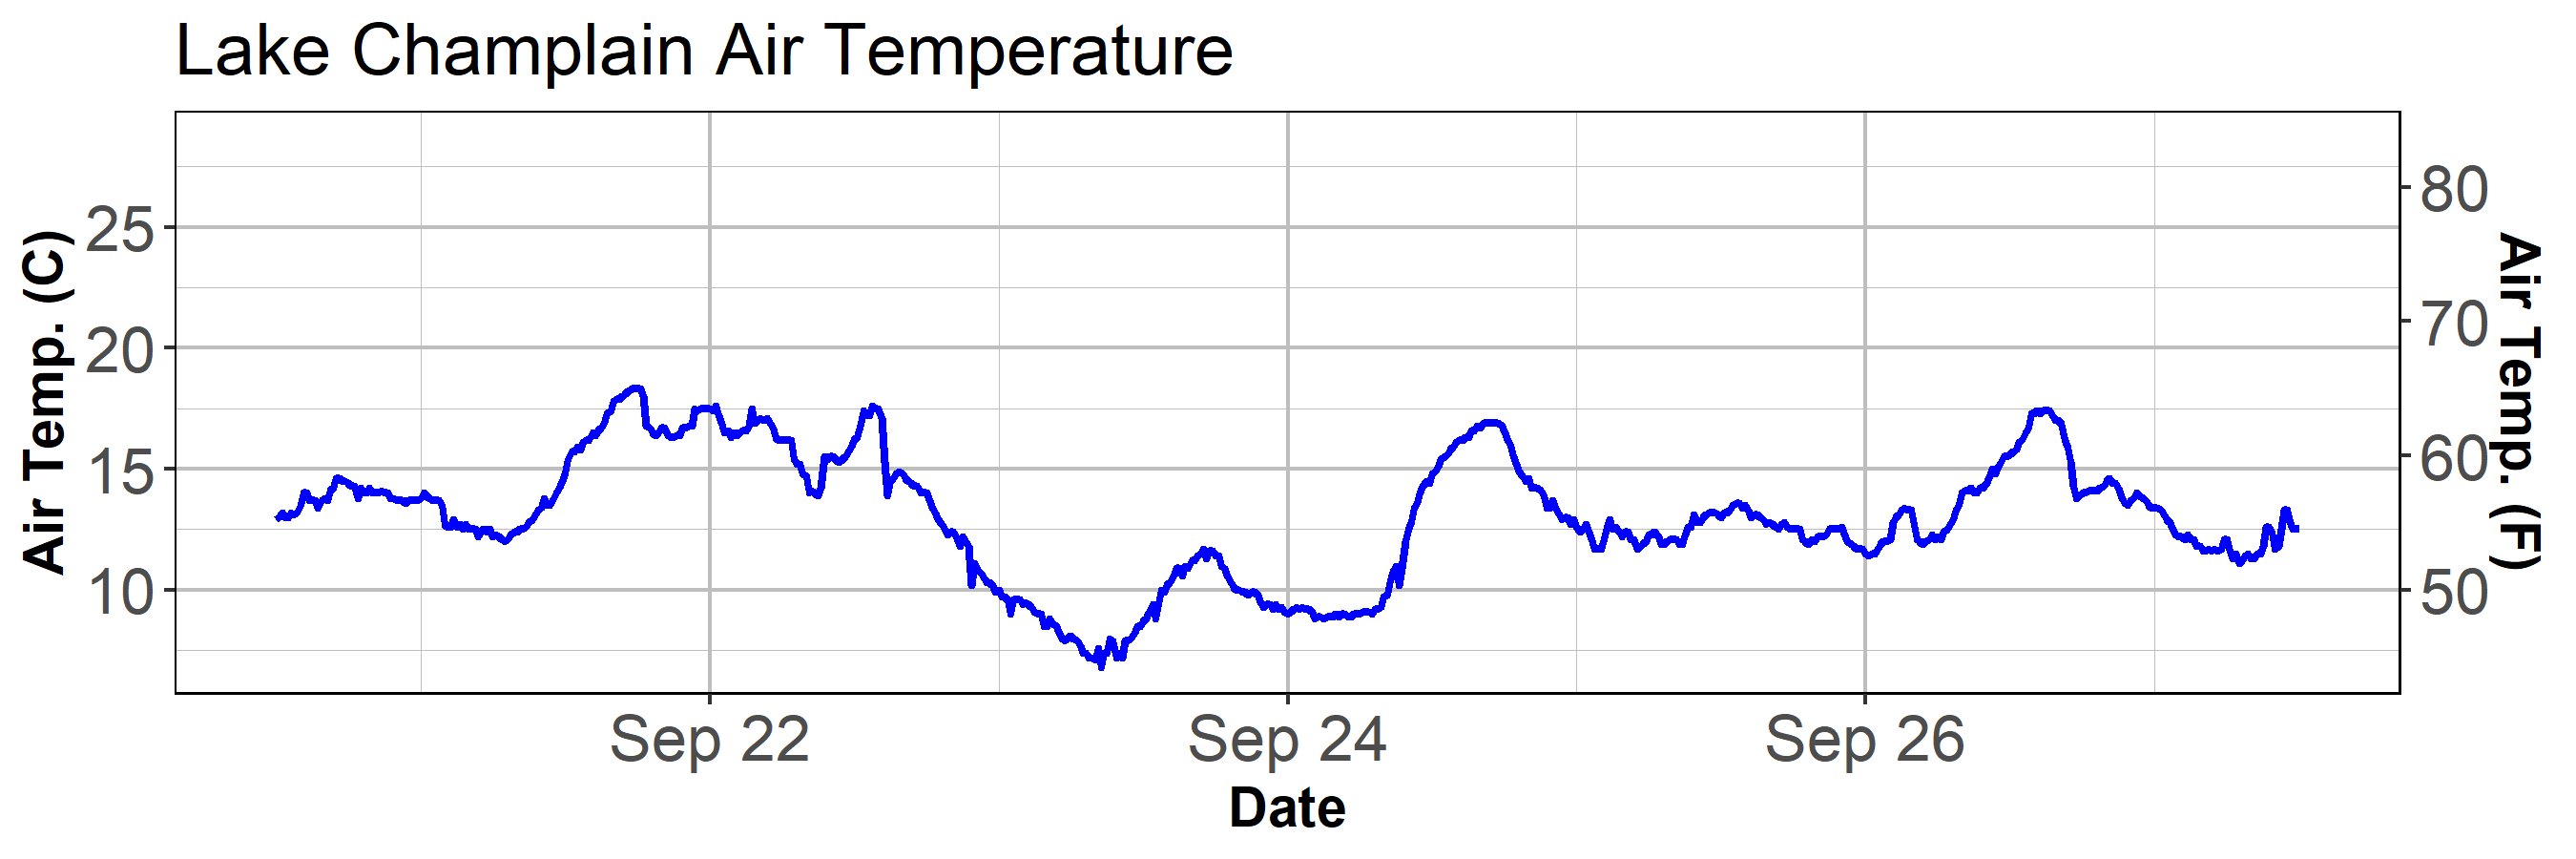 Lake Champlain Air Temperature
Air Temp. (C)
25
20
15
10
80
70
60
50
Air Temp. (F)
Sep 22
Sep 24
Sep 26
Date